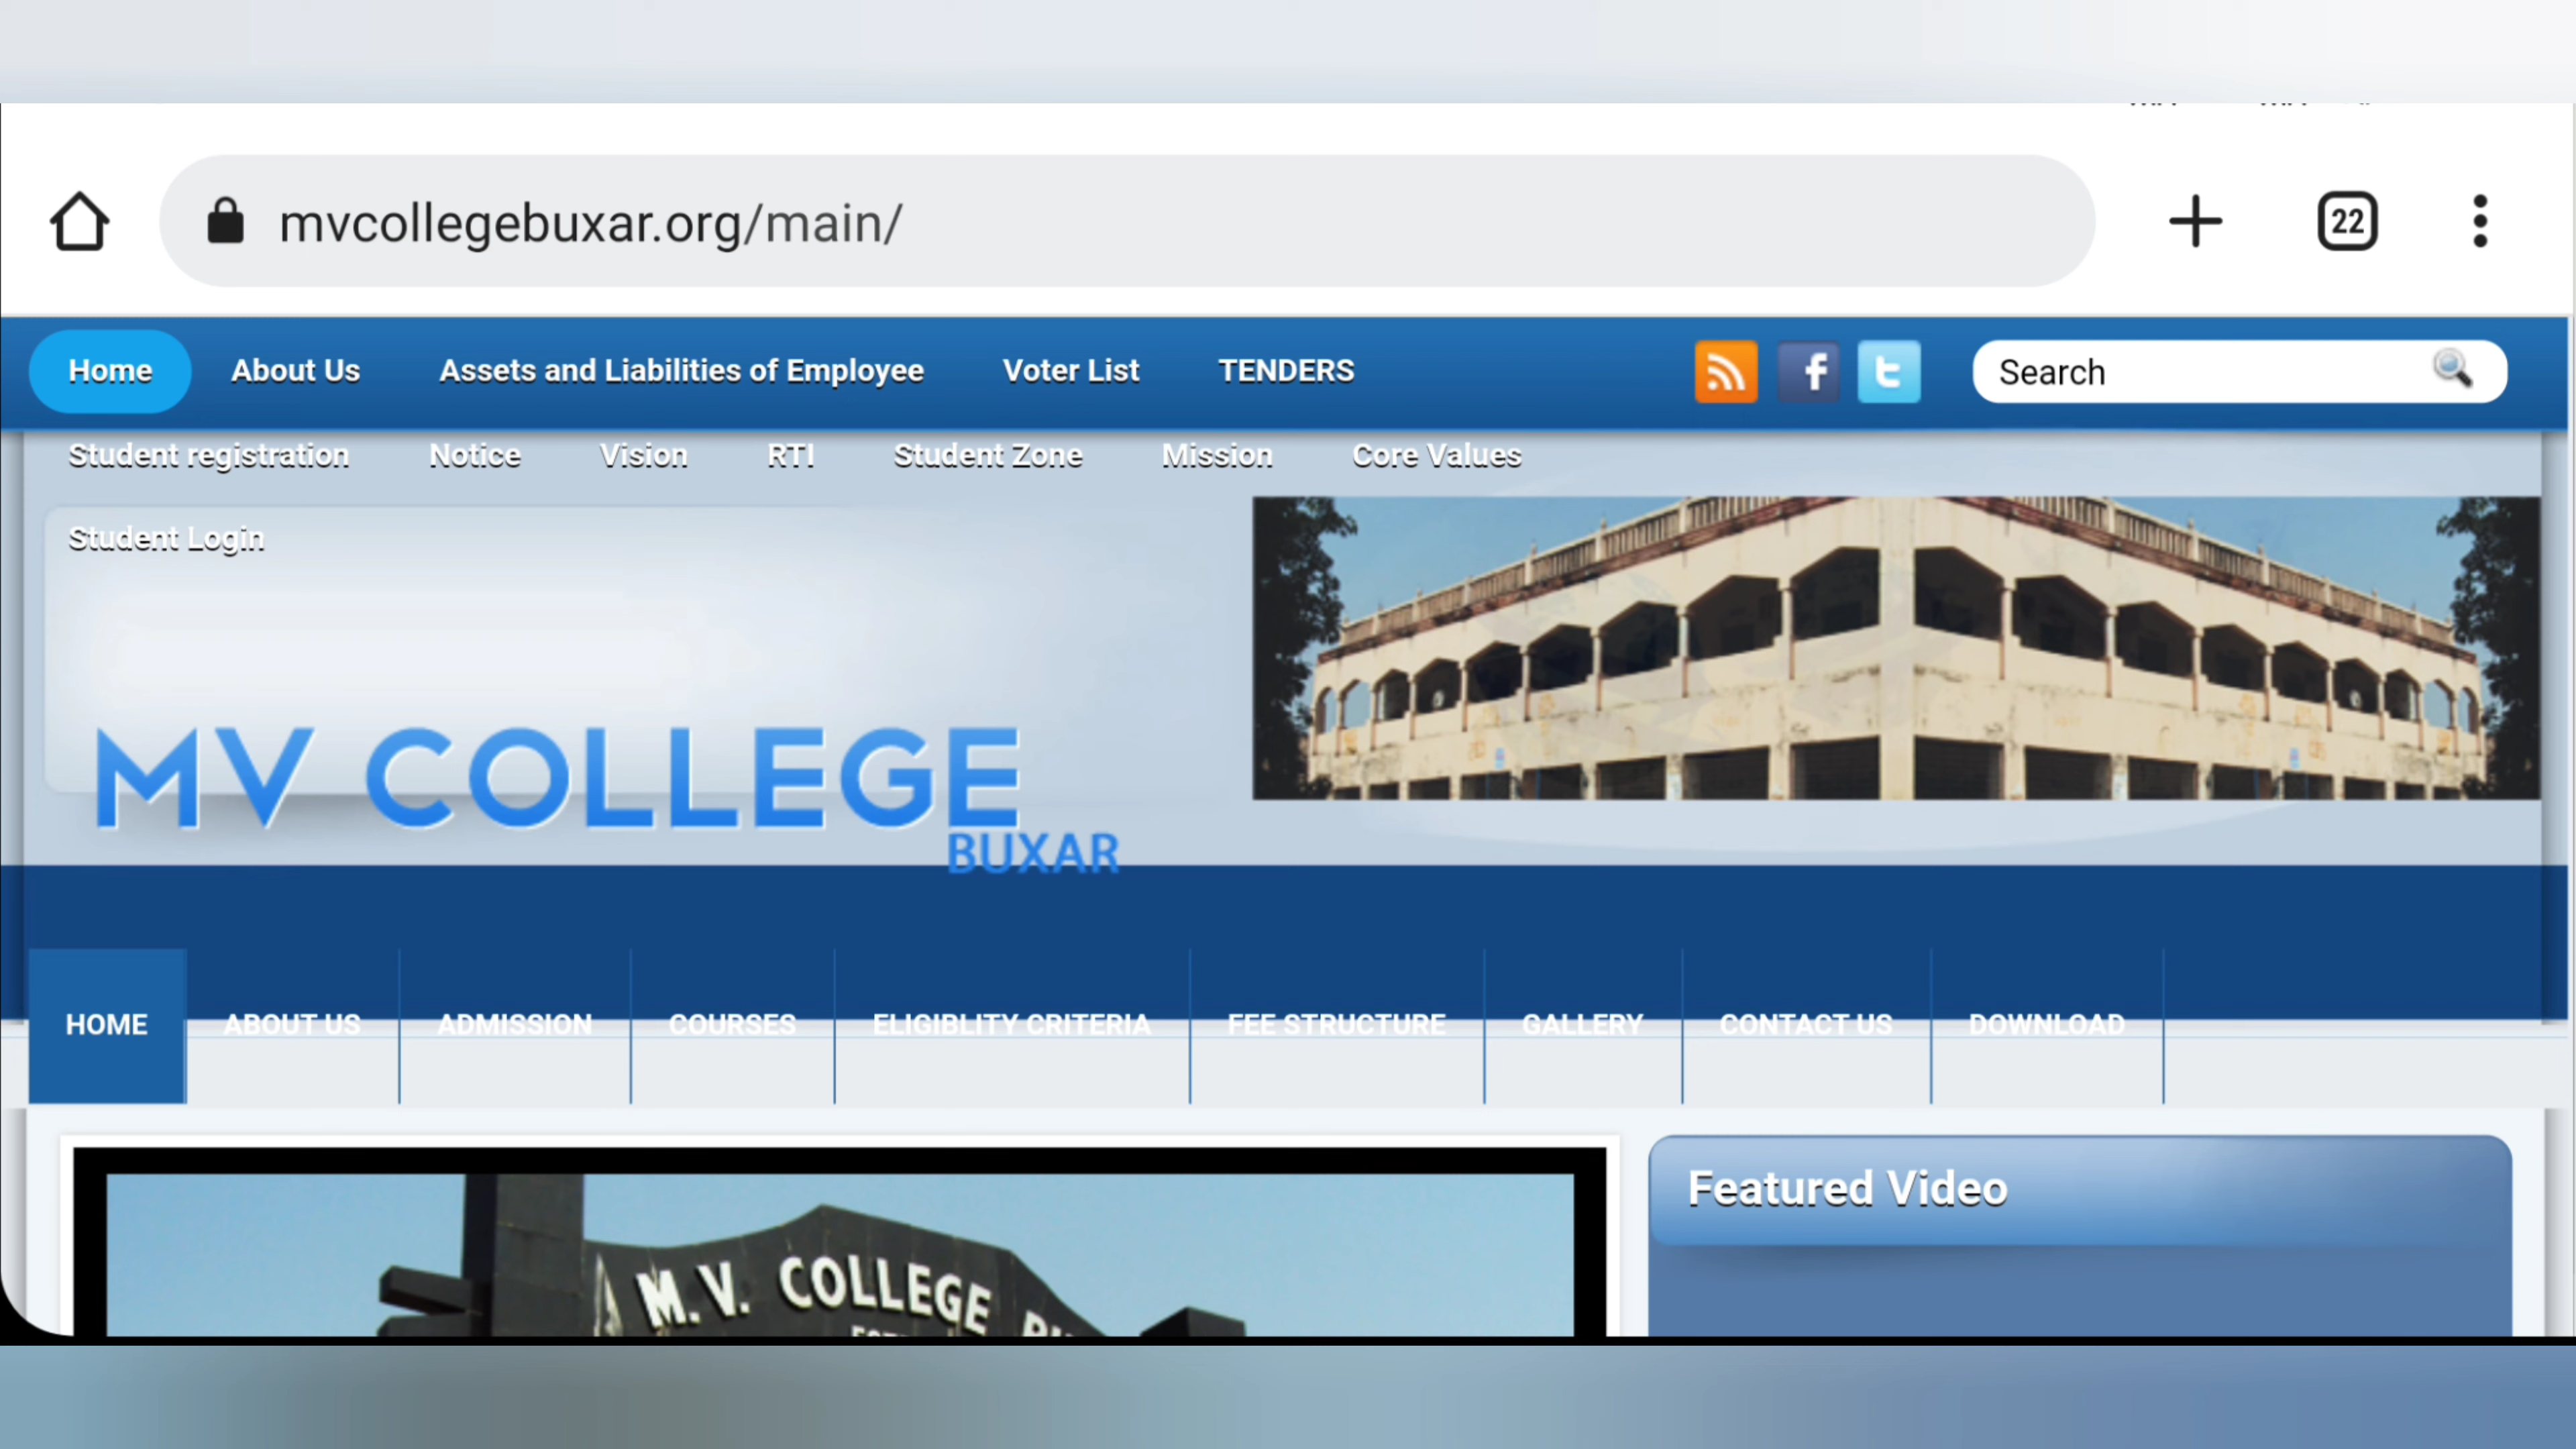 mvcollegebuxar.org/main/
22
Home About Us Assets and Liabilities of Employee Voter List TENDERS
f t Search
Student registration Notice Vision RTI Student Zone Mission Core Values
Student Login
MV COLLEGE
BUXAR
HOME ABOUT US ADMISSION COURSES ELIGIBLITY CRITERIA FEE STRUCTURE GALLERY CONTACT US DOWNLOAD
Featured Video
M.V. COLLEGE